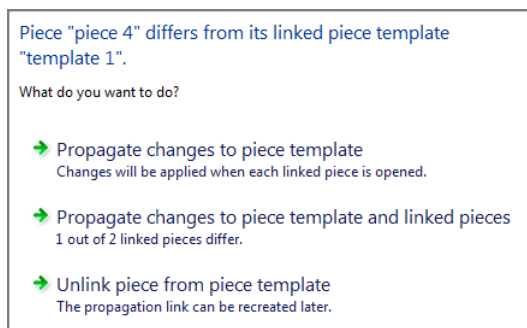 Piece "piece 4" differs from its linked piece template
"template 1".
What do you want to do?
Propagate changes to piece template
Changes will be applied when each linked piece is opened.
Propagate changes to piece template and linked pieces
1 out of 2 linked pieces differ.
Unlink piece from piece template
The propagation link can be recreated later.